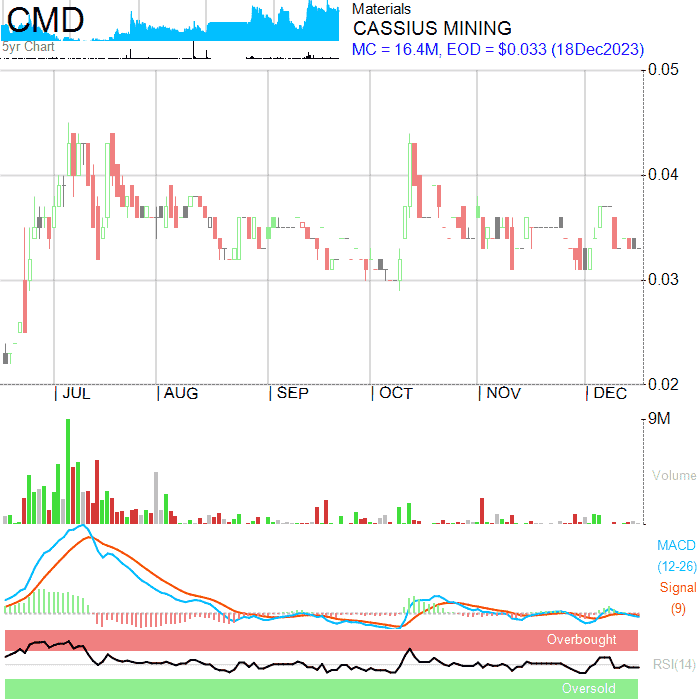 CMD
5yr Chart
Materials
CASSIUS MINING
MC = 16.4M, EOD = $0.033 (18Dec2023)
0.05
0.04
0.03
0.02
JUL AUG SEP OCT NOV DEC
9M
Volume
MACD
(12-26)
Signal
(9)
Overbought
RSI(14)
Oversold